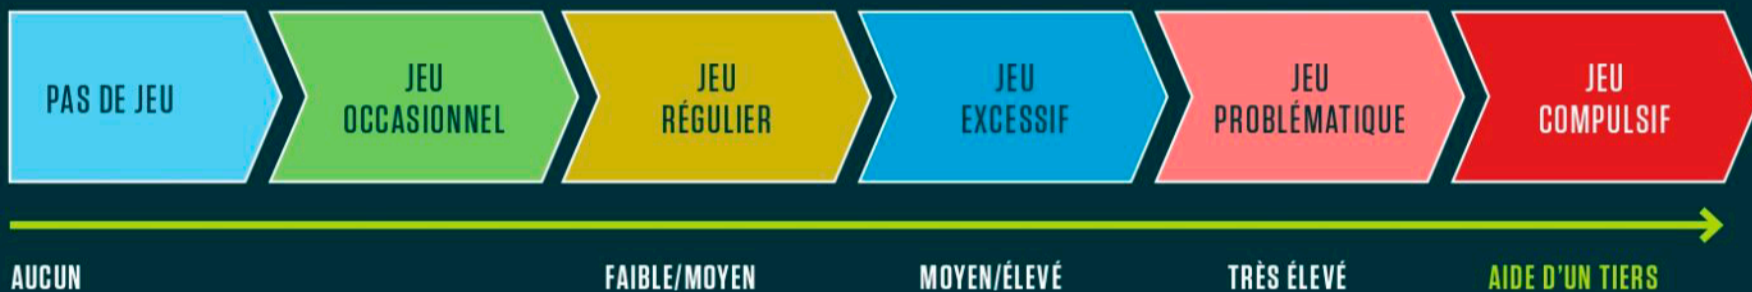 PAS DE JEU
JEU
OCCASIONNEL
JEU
RÉGULIER
JEU
EXCESSIF
JEU
PROBLÉMATIQUE
JEU
COMPULSIF
AUCUN
FAIBLE/MOYEN
MOYEN/ÉLEVÉ
TRÈS ÉLEVÉ
AIDE D'UN TIERS